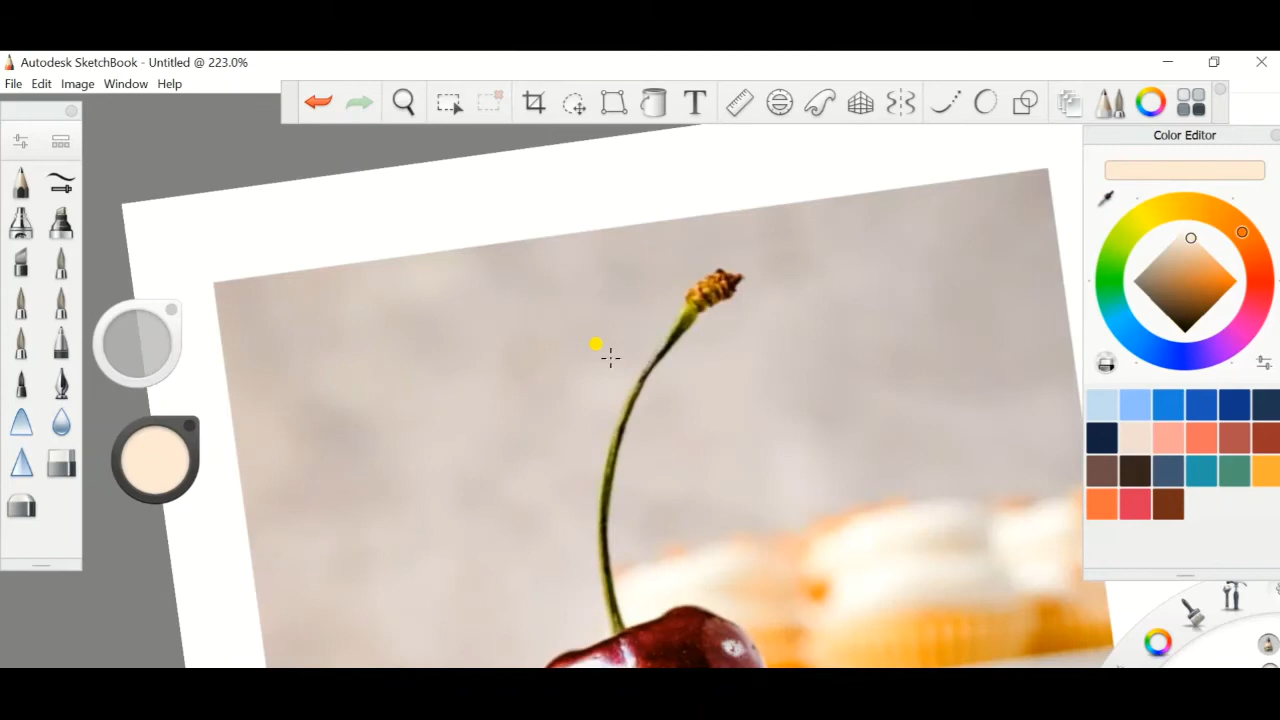 Autodesk SketchBook - Untitled @ 223.0%
File Edit Image Window Help
T
Color Editor